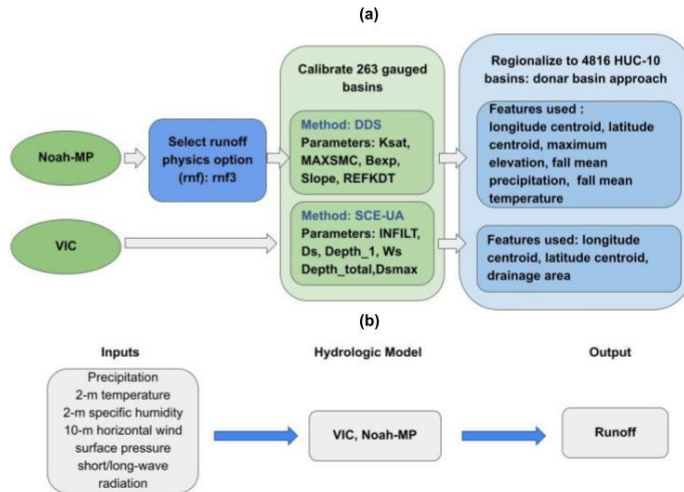 (a)
Calibrate 263 gauged
basins
Regionalize to 4816 HUC-10
basins: donar basin approach
Noah-MP
Select runoff
physics option
(rnf): rnf3
Method: DDS
Parameters: Ksat,
MAXSMC, Bexp,
Slope, REFKDT
Features used :
longitude centroid, latitude
centroid, maximum
elevation, fall mean
precipitation, fall mean
temperature
VIC
Method: SCE-UA
Parameters: INFILT,
Ds, Depth_1, Ws
Depth_total,Dsmax
Features used: longitude
centroid, latitude centroid,
drainage area
(b)
Inputs
Hydrologic Model
Output
Precipitation
2-m temperature
2-m specific humidity
10-m horizontal wind
surface pressure
short/long-wave
radiation
VIC, Noah-MP
Runoff